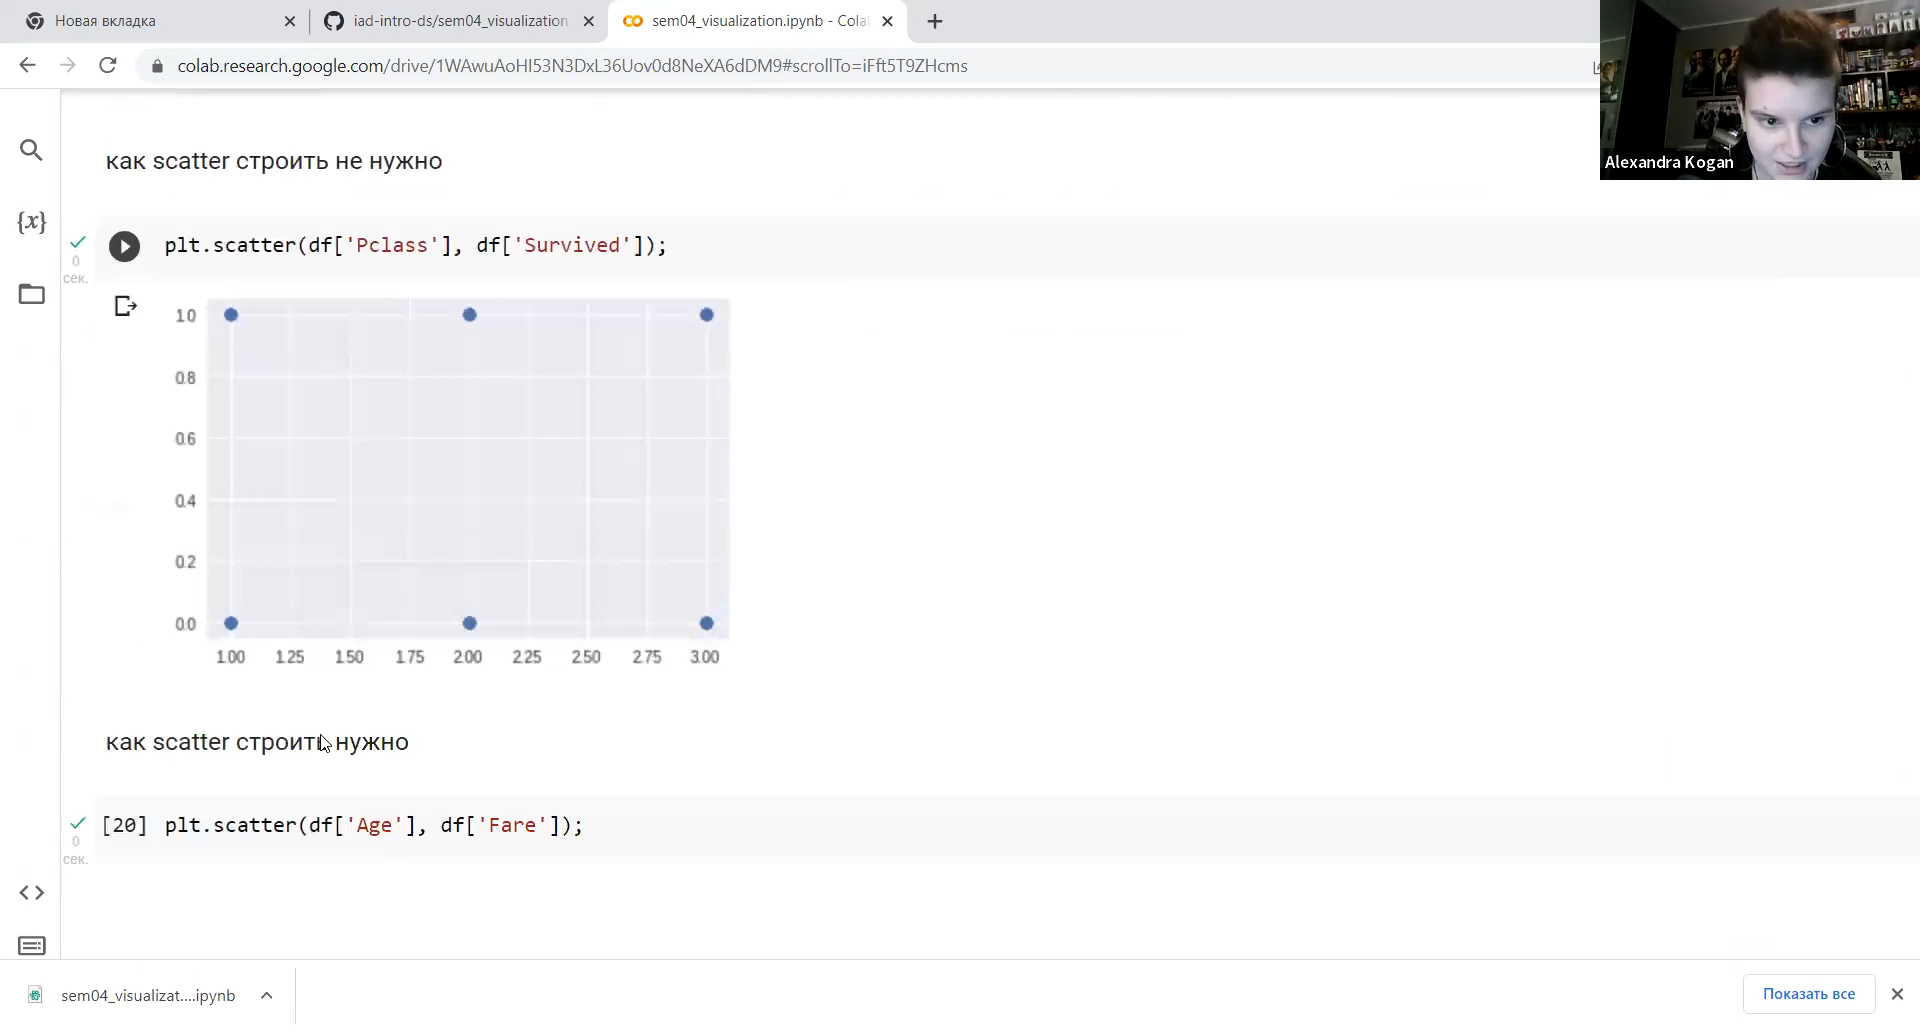 Новая вкладка
iad-intro-ds/sem04_visualization.
sem04_visualization.ipynb - Cola
colab.research.google.com/drive/1WAwuAoHI53N3DxL36Uov0d8NeXA6dDM9#scrollTo=iFft5T9ZHcms
Alexandra Kogan
как scatter строить не нужно
{x}
0
сек.
plt.scatter(df['Pclass'], df['Survived']);
1.0
0.8
0.6
0.4
0.2
0.0
1.00 1.25 1.50 1.75 2.00 2.25 2.50 2.75 3.00
как scatter строить нужно
[20] plt.scatter(df['Age'], df['Fare']);
0
сек.
sem04_visualizat....ipynb
Показать все